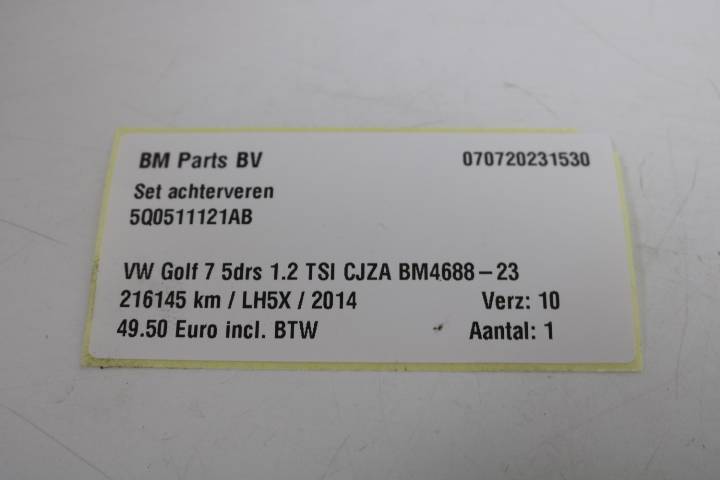 BM Parts BV 070720231530
Set achterveren
5Q0511121AB
VW Golf 7 5drs 1.2 TSI CJZA BM4688-23
216145 km / LH5X / 2014 Verz: 10
49.50 Euro incl. BTW Aantal: 1